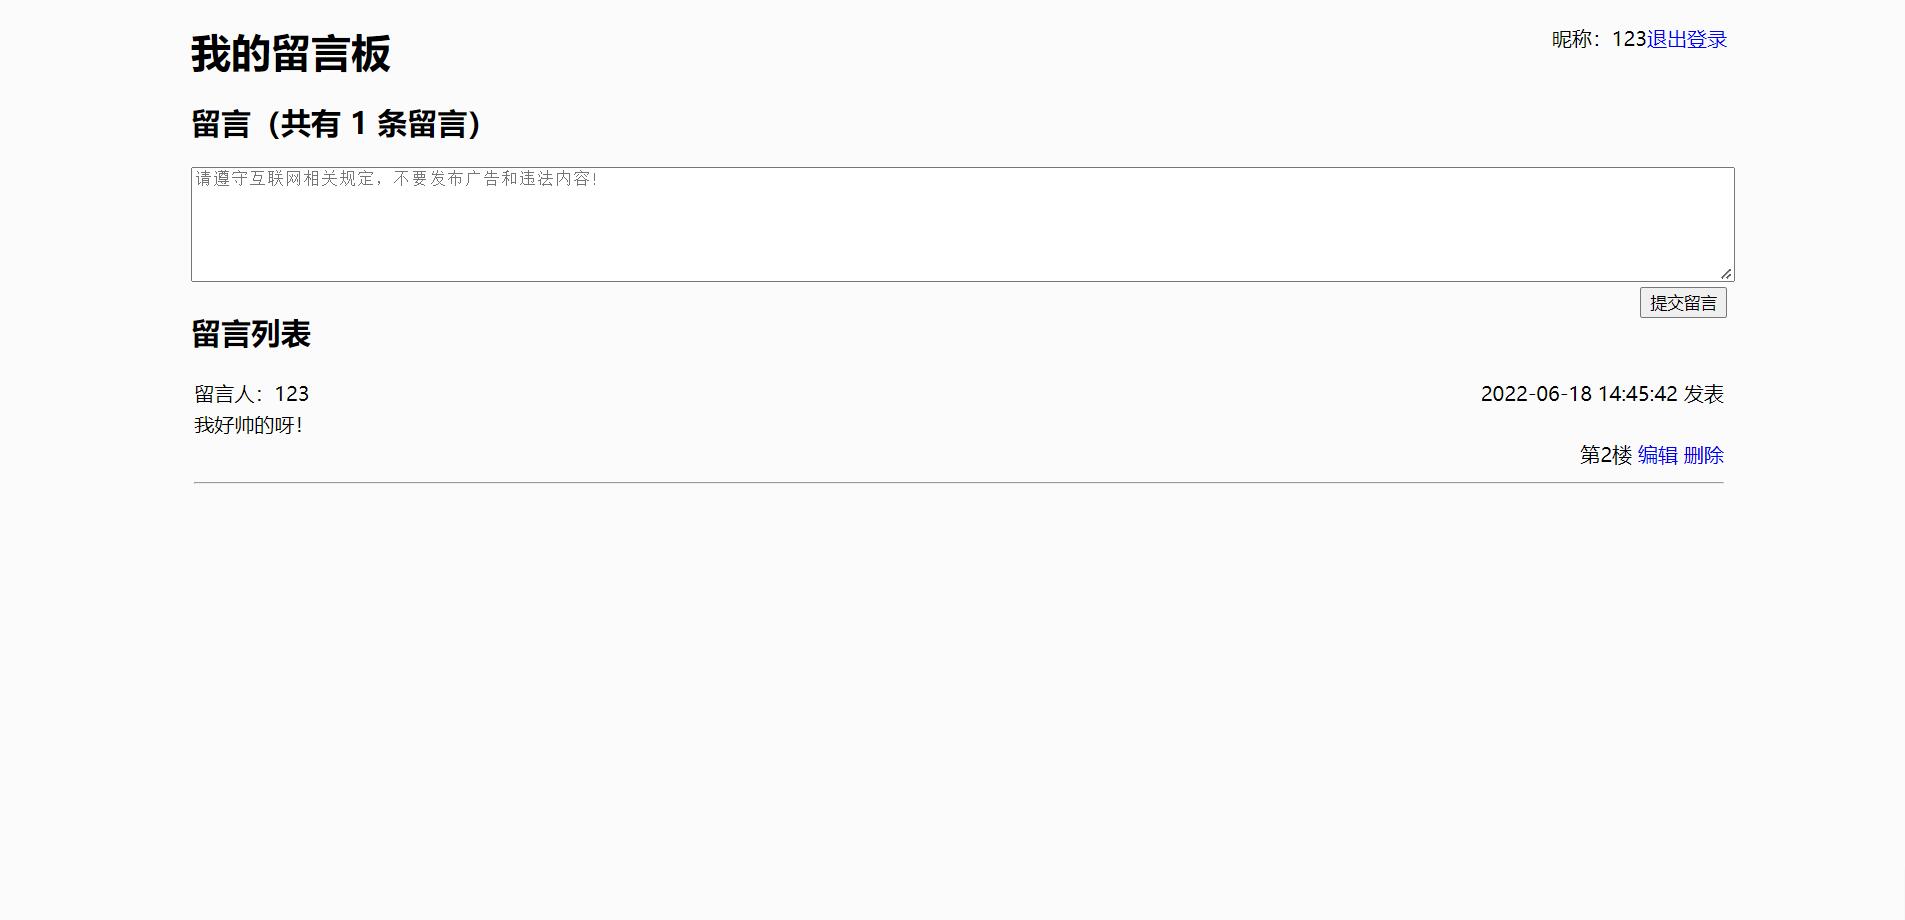 我的留言板
昵称：123退出登录
留言（共有 1 条留言）
请遵守互联网相关规定，不要发布广告和违法内容!
提交留言
留言列表
留言人：123
2022-06-18 14:45:42 发表
我好帅的呀！
第2楼 编辑 删除